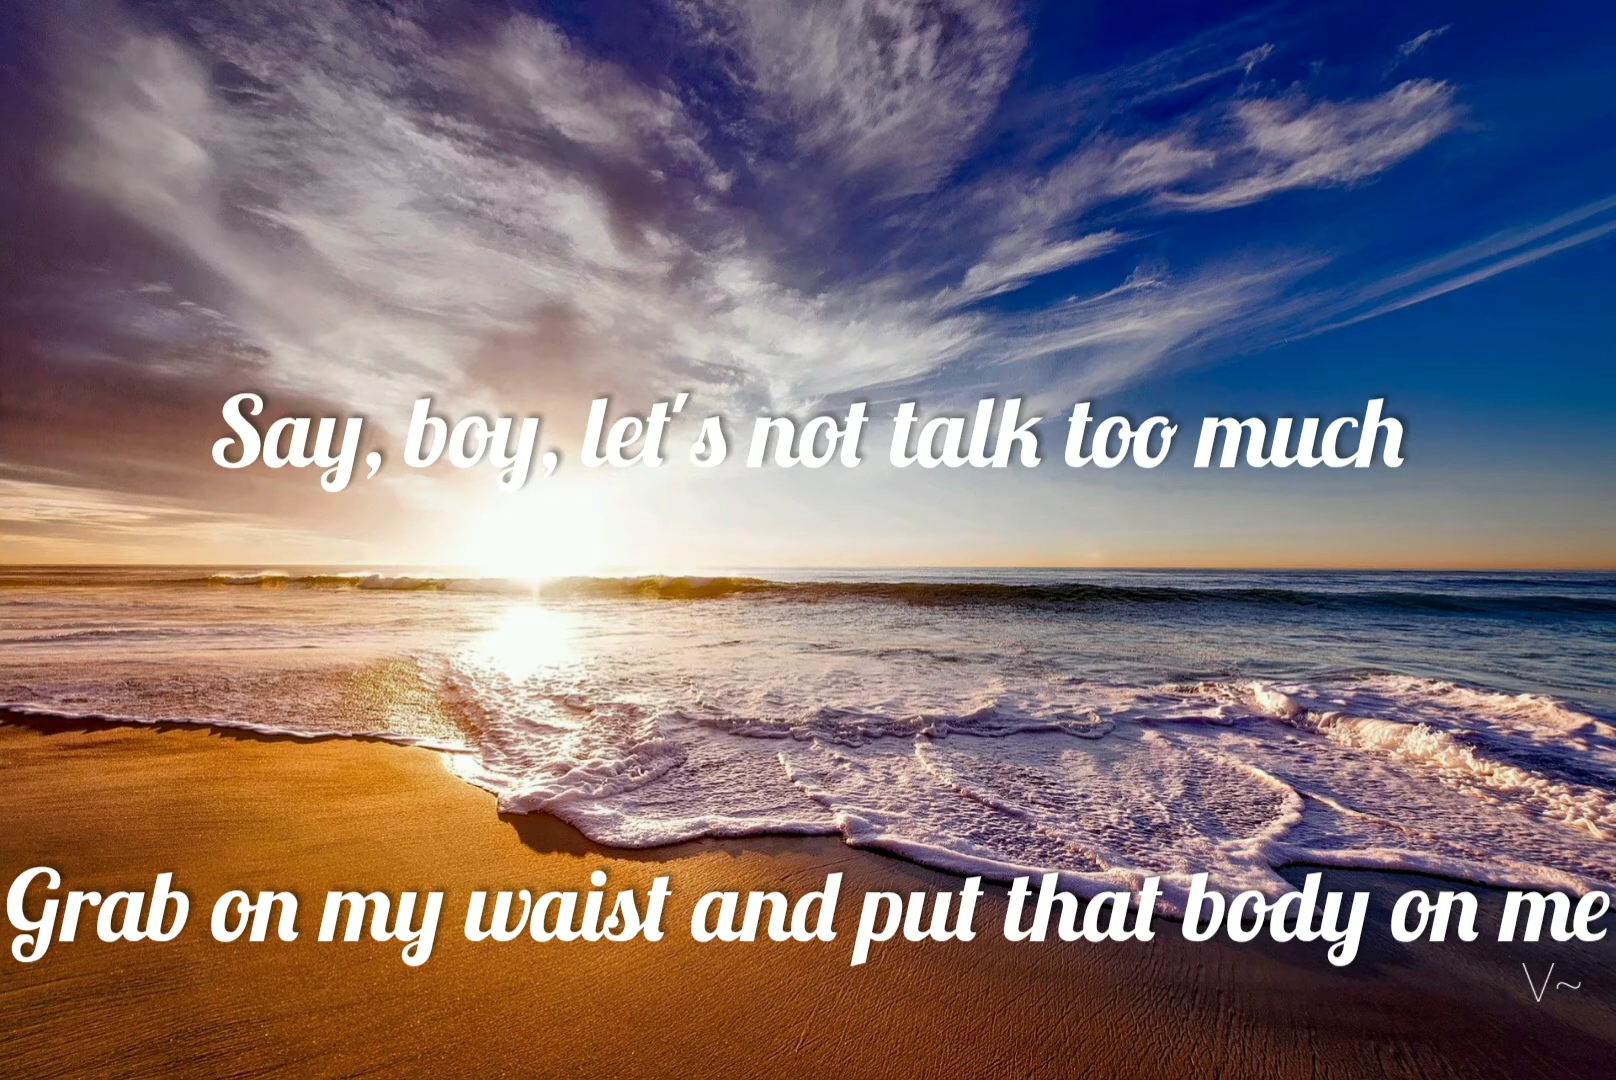 Say, boy, let's not talk too much
Grab on my waist and put that body on me
V~